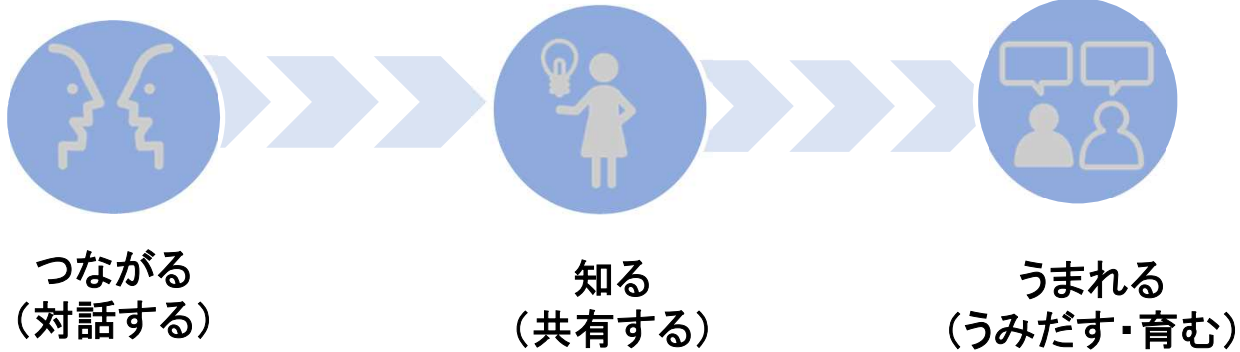 つながる
(対話する)
知る
(共有する)
うまれる
(うみだす・育む)